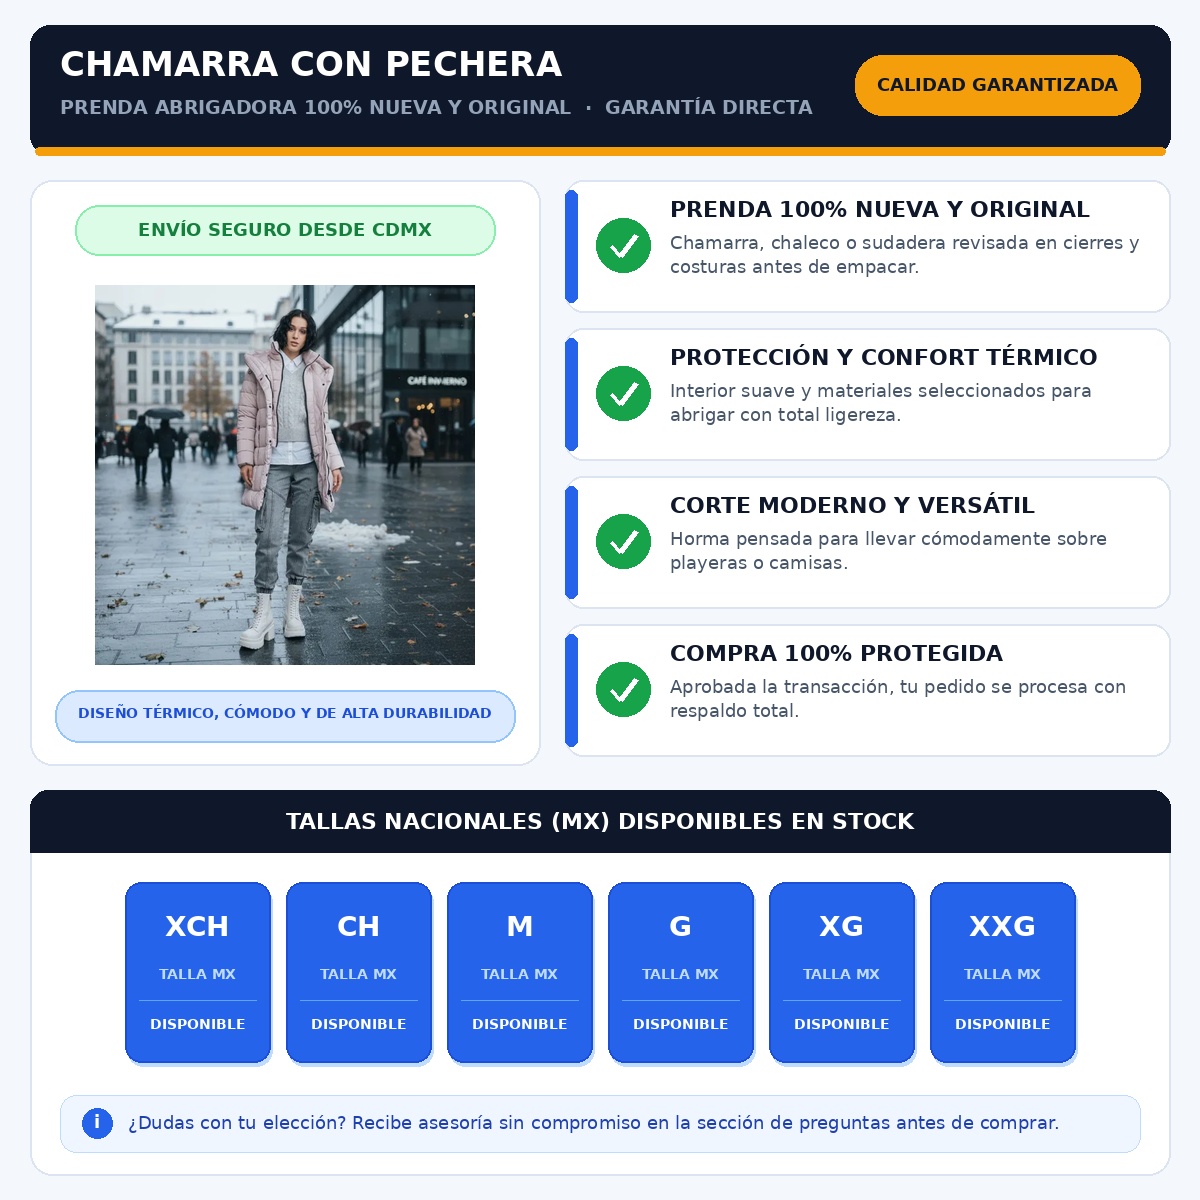 CHAMARRA CON PECHERA
PRENDA ABRIGADORA 100% NUEVA Y ORIGINAL · GARANTÍA DIRECTA
CALIDAD GARANTIZADA
ENVÍO SEGURO DESDE CDMX
CAFÉ
DISEÑO TÉRMICO, CÓMODO Y DE ALTA DURABILIDAD
PRENDA 100% NUEVA Y ORIGINAL
Chamarra, chaleco o sudadera revisada en cierres y
costuras antes de empacar.
PROTECCIÓN Y CONFORT TÉRMICO
Interior suave y materiales seleccionados para
abrigar con total ligereza.
CORTE MODERNO Y VERSÁTIL
Horma pensada para llevar cómodamente sobre
playeras o camisas.
COMPRA 100% PROTEGIDA
Aprobada la transacción, tu pedido se procesa con
respaldo total.
TALLAS NACIONALES (MX) DISPONIBLES EN STOCK
XCH
TALLA MX
DISPONIBLE
CH
TALLA MX
DISPONIBLE
M
TALLA MX
DISPONIBLE
G
TALLA MX
DISPONIBLE
XG
TALLA MX
DISPONIBLE
XXG
TALLA MX
DISPONIBLE
i
¿Dudas con tu elección? Recibe asesoría sin compromiso en la sección de preguntas antes de comprar.